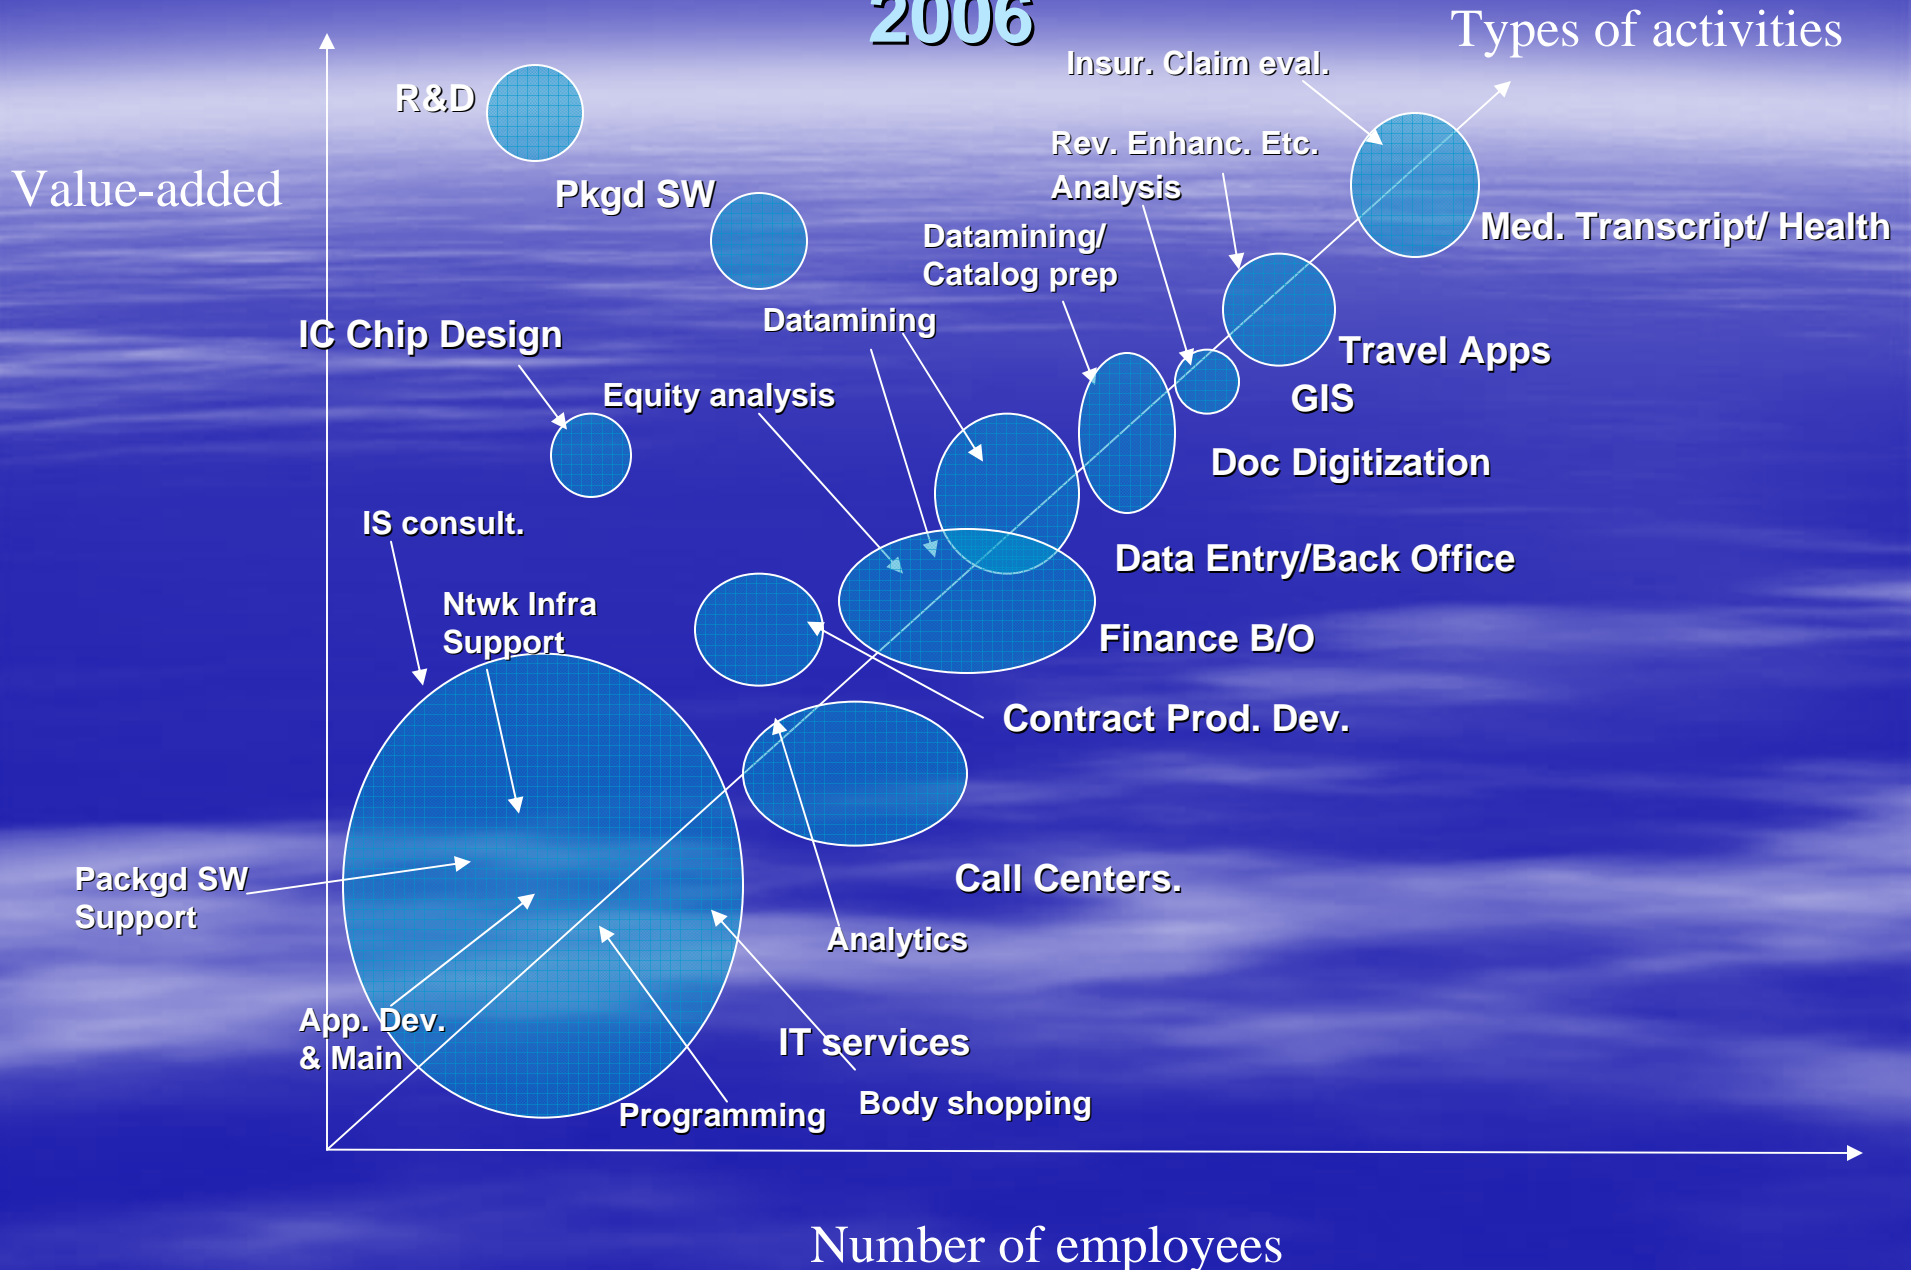 2006
Types of activities
Insur. Claim eval.
R&D
Rev. Enhanc. Etc.
Analysis
Value-added
Pkgd SW
Med. Transcript/ Health
Datamining/
Catalog prep
Datamining
IC Chip Design
Travel Apps
Equity analysis
GIS
Doc Digitization
IS consult.
Data Entry/Back Office
Ntwk Infra
Support
Finance B/O
Contract Prod. Dev.
Packgd SW
Support
Call Centers.
Analytics
App. Dev.
& Main
IT services
Programming
Body shopping
Number of employees